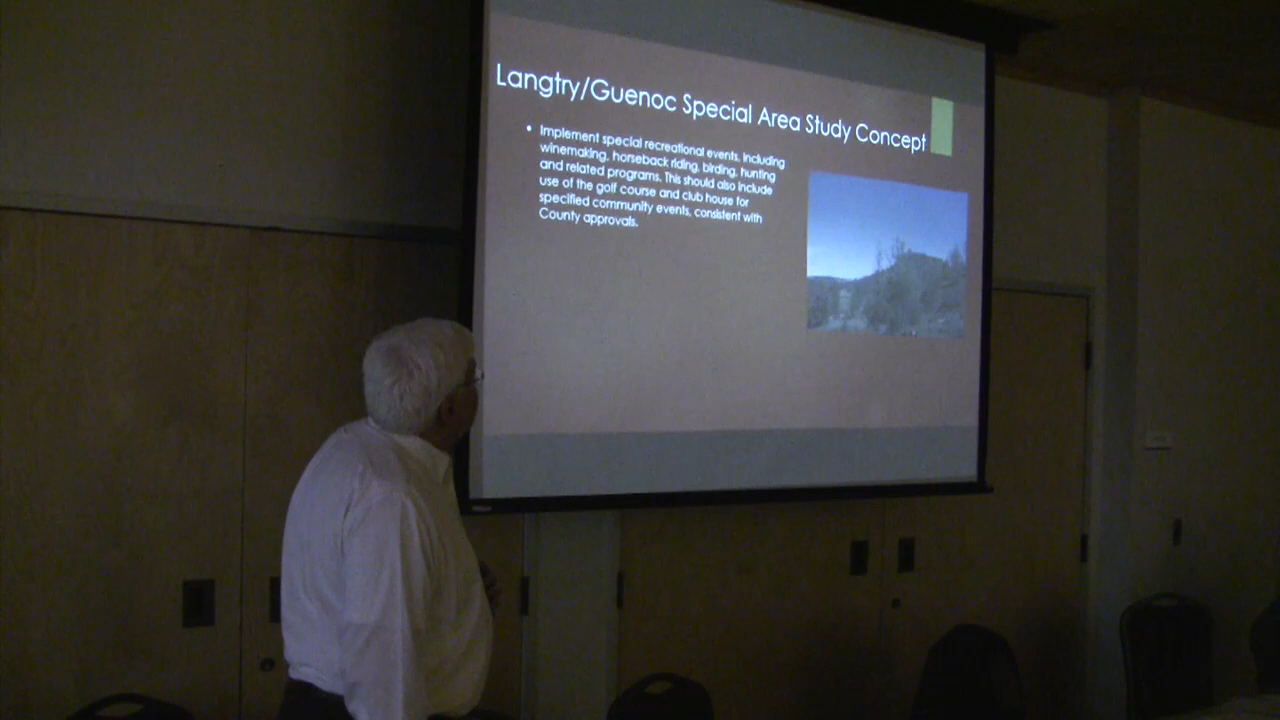 Langtry/Guenoc Special Area Study Concept
• Implement special recreational events, including
winemaking, horseback riding, birding, hunting
and related programs. This should also include
use of the golf course and club house for
specified community events, consistent with
County approvals.